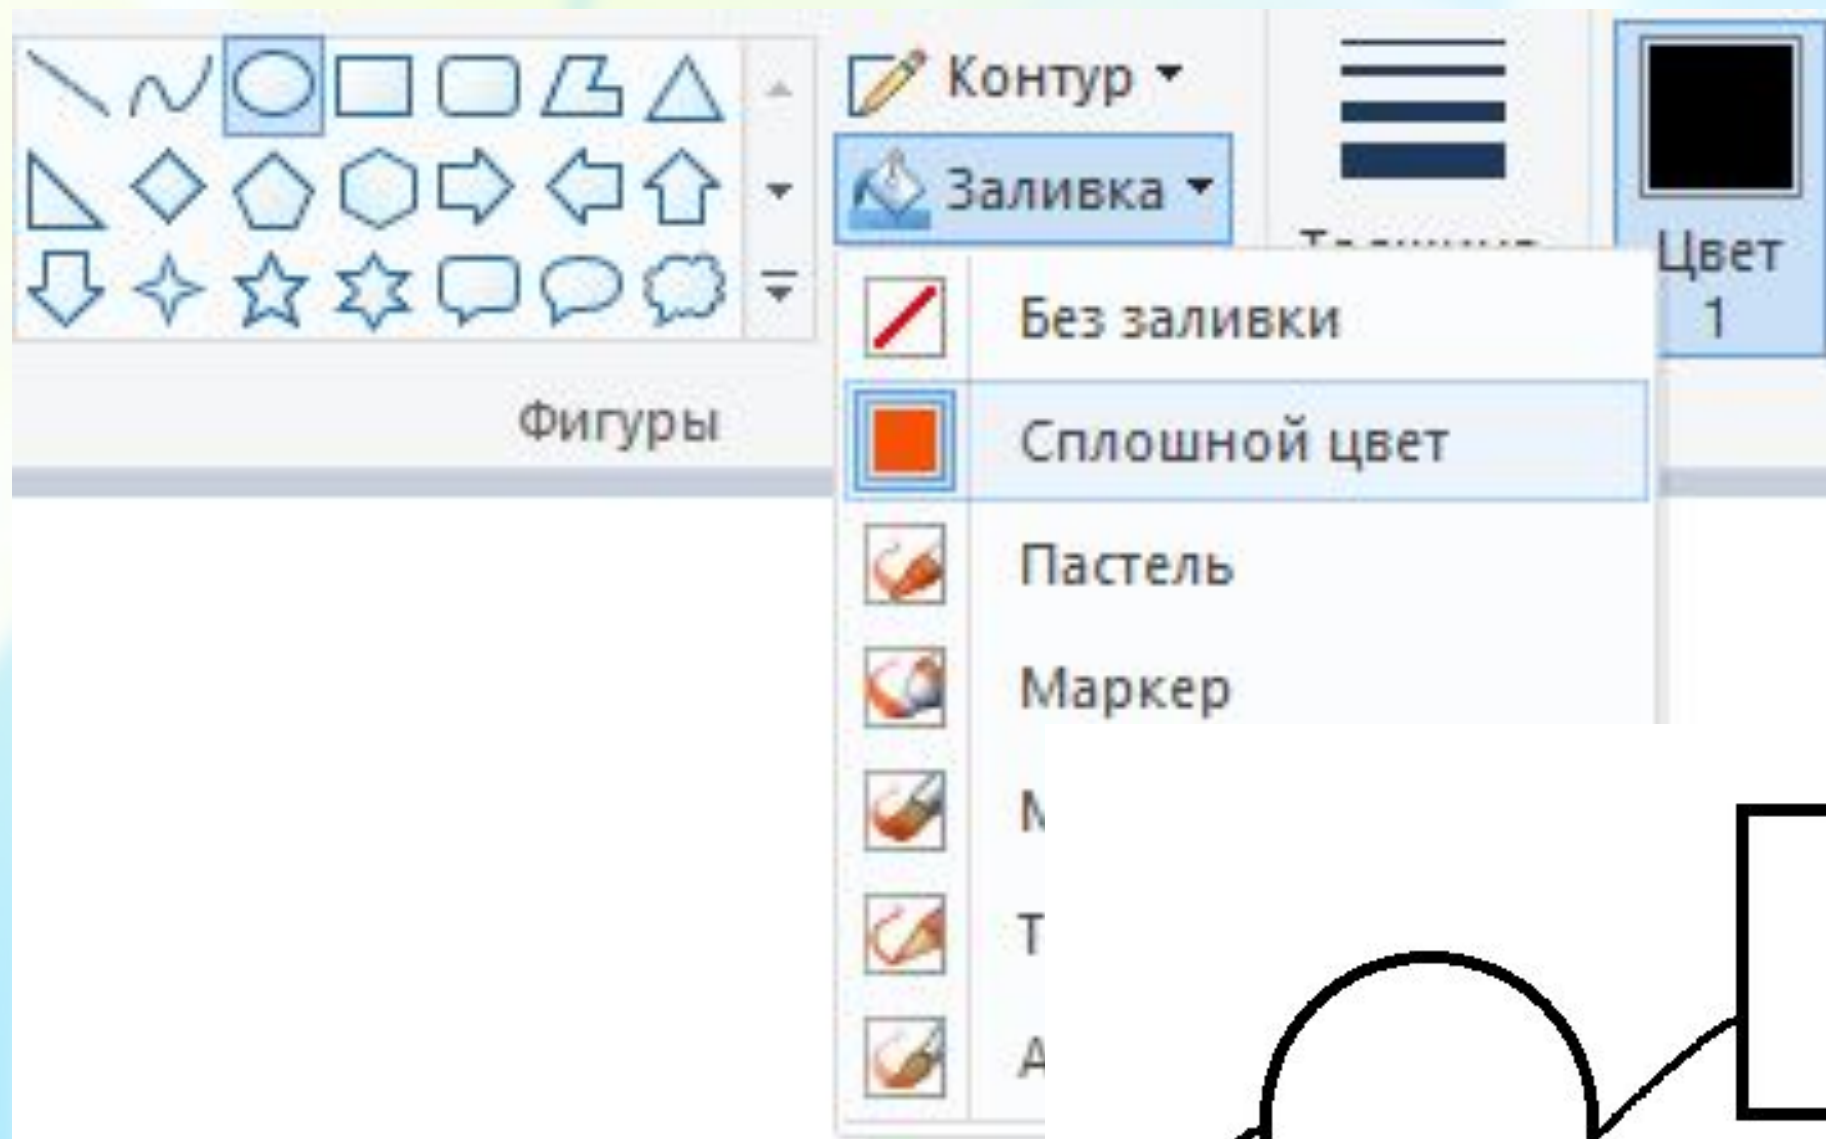 Контур
Заливка
Цвет
1
Без заливки
Фигуры
Сплошной цвет
Пастель
Маркер